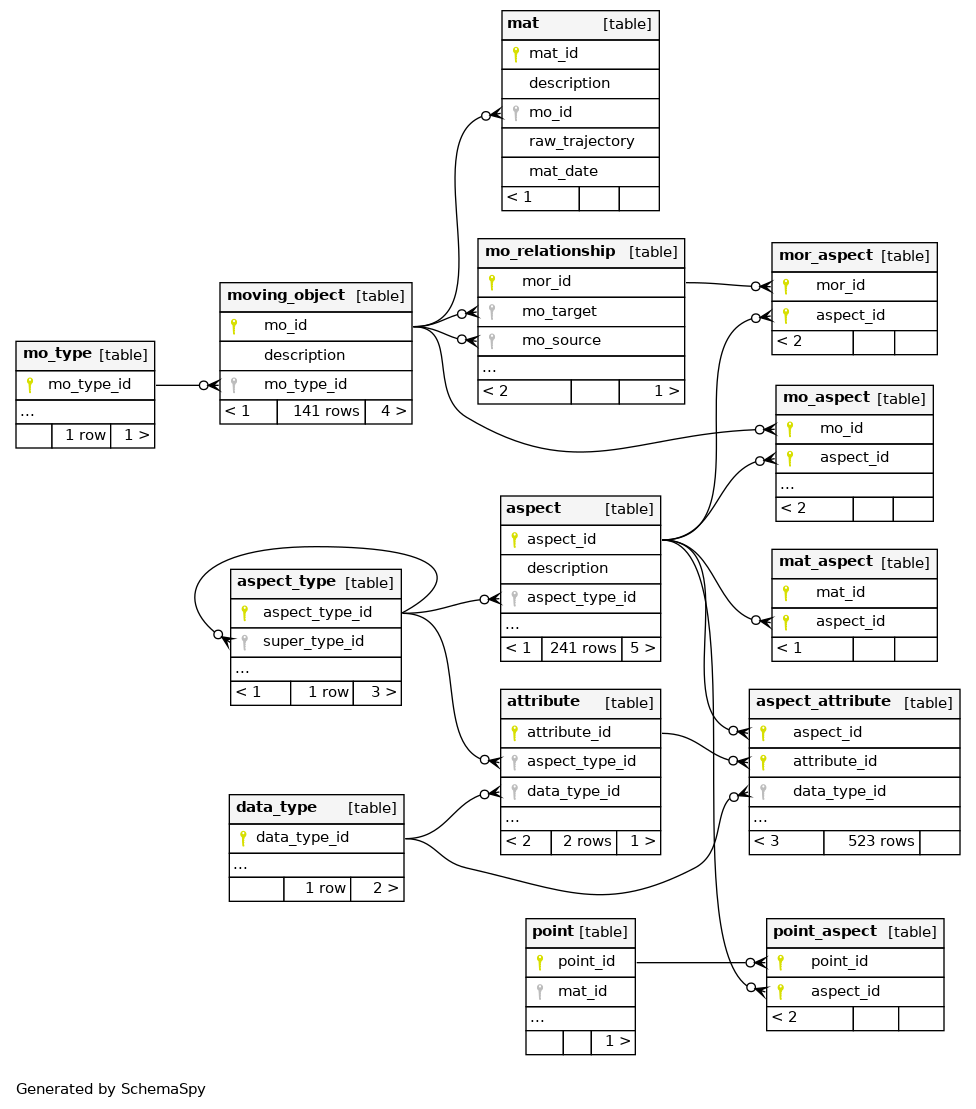 mat [table]
mat_id
description
mo_id
raw_trajectory
mat_date
< 1
mo_relationship [table]
mor_id
mo_target
mo_source
...
< 2 1 >
mor_aspect [table]
mor_id
aspect_id
< 2
moving_object [table]
mo_id
description
mo_type_id
< 1 141 rows 4 >
mo_type [table]
mo_type_id
...
1 row 1 >
mo_aspect [table]
mo_id
aspect_id
...
< 2
aspect [table]
aspect_id
description
aspect_type_id
...
< 1 241 rows 5 >
mat_aspect [table]
mat_id
aspect_id
< 1
aspect_type [table]
aspect_type_id
super_type_id
...
< 1 1 row 3 >
attribute [table]
attribute_id
aspect_type_id
data_type_id
...
< 2 2 rows 1 >
aspect_attribute [table]
aspect_id
attribute_id
data_type_id
...
< 3 523 rows
data_type [table]
data_type_id
...
1 row 2 >
point [table]
point_id
mat_id
...
1 >
point_aspect [table]
point_id
aspect_id
< 2
Generated by SchemaSpy